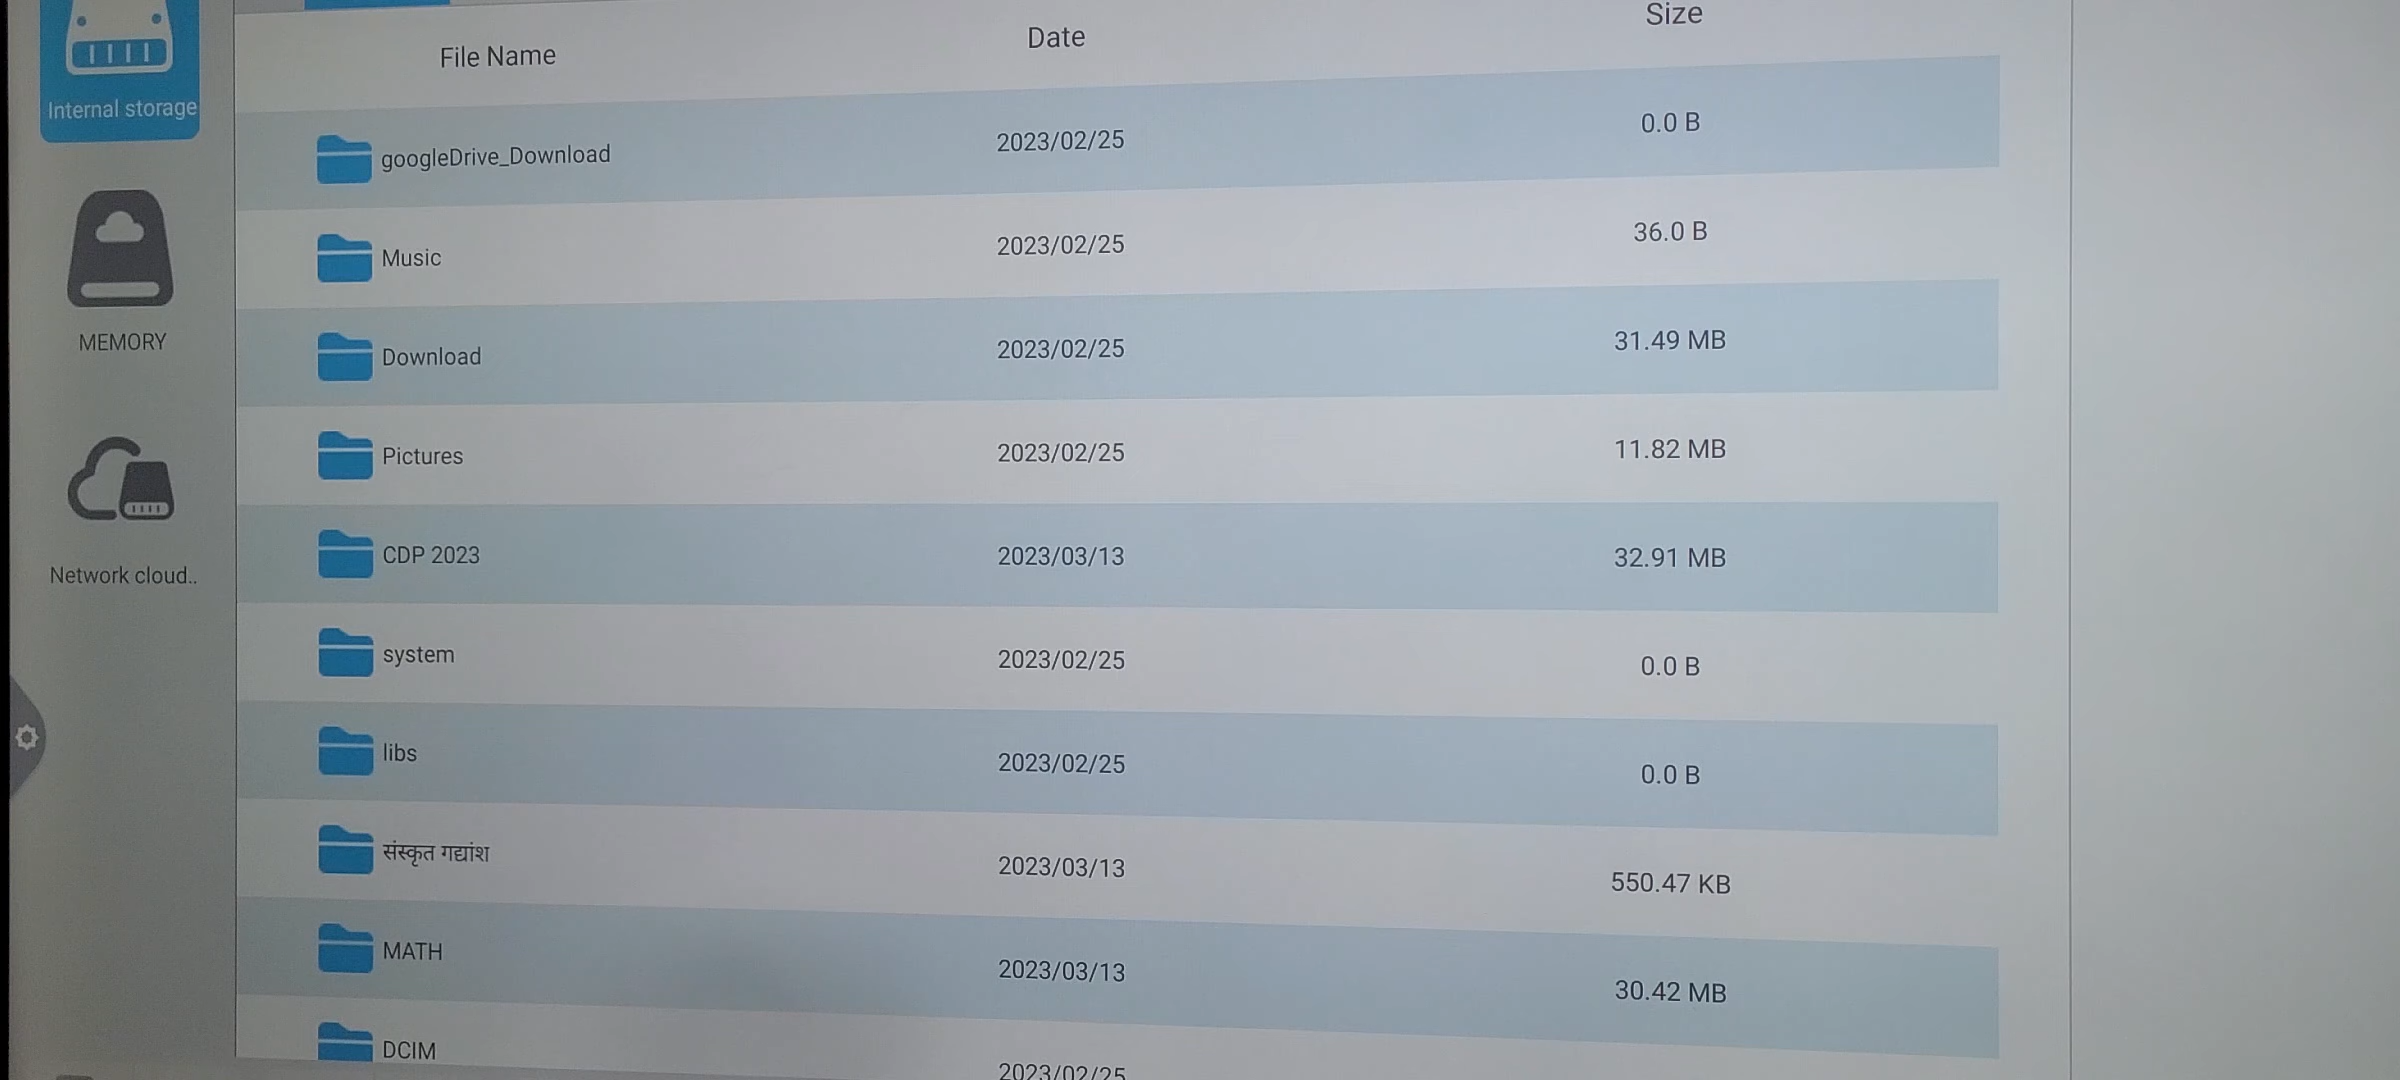 File Name Date Size
Internal storage
googleDrive_Download 2023/02/25 0.0 B
Music 2023/02/25 36.0 B
MEMORY
Download 2023/02/25 31.49 MB
Pictures 2023/02/25 11.82 MB
Network cloud..
CDP 2023 2023/03/13 32.91 MB
system 2023/02/25 0.0 B
libs 2023/02/25 0.0 B
संस्कृत गद्यांश 2023/03/13 550.47 KB
MATH 2023/03/13 30.42 MB
DCIM 2023/02/25